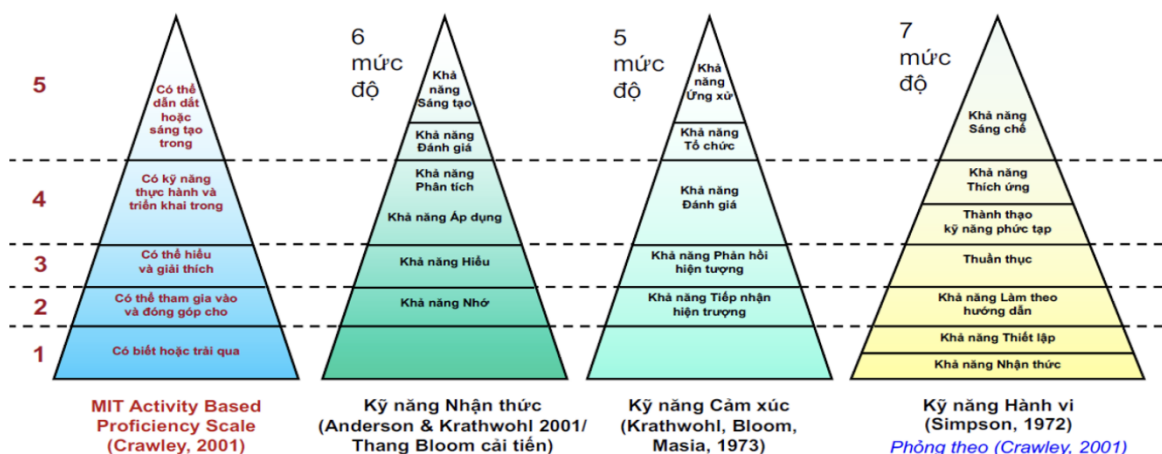 5
4
3
2
1
Có thể
dẫn dắt
hoặc
sáng tạo
trong
Có kỹ năng
thực hành và
triển khai trong
Có thể hiểu
và giải thích
Có thể tham gia vào
và đóng góp cho
Có biết hoặc trải qua
MIT Activity Based
Proficiency Scale
(Crawley, 2001)
6
mức
độ
Khả
năng
Sáng tạo
Khả năng
Đánh giá
Khả năng
Phân tích
Khả năng Áp dụng
Khả năng Hiểu
Khả năng Nhớ
Kỹ năng Nhận thức
(Anderson & Krathwohl 2001/
Thang Bloom cải tiến)
5
mức
độ
Khả
năng
Ứng xử
Khả năng
Tổ chức
Khả năng
Đánh giá
Khả năng Phản hồi
hiện tượng
Khả năng Tiếp nhận
hiện trượng
Kỹ năng Cảm xúc
(Krathwohl, Bloom,
Masia, 1973)
7
mức
độ
Khả năng
Sáng chế
Khả năng
Thích ứng
Thành thạo
kỹ năng phức tạp
Thuần thục
Khả năng Làm theo
hướng dẫn
Khả năng Thiết lập
Khả năng Nhận thức
Kỹ năng Hành vi
(Simpson, 1972)
Phỏng theo (Crawley, 2001)